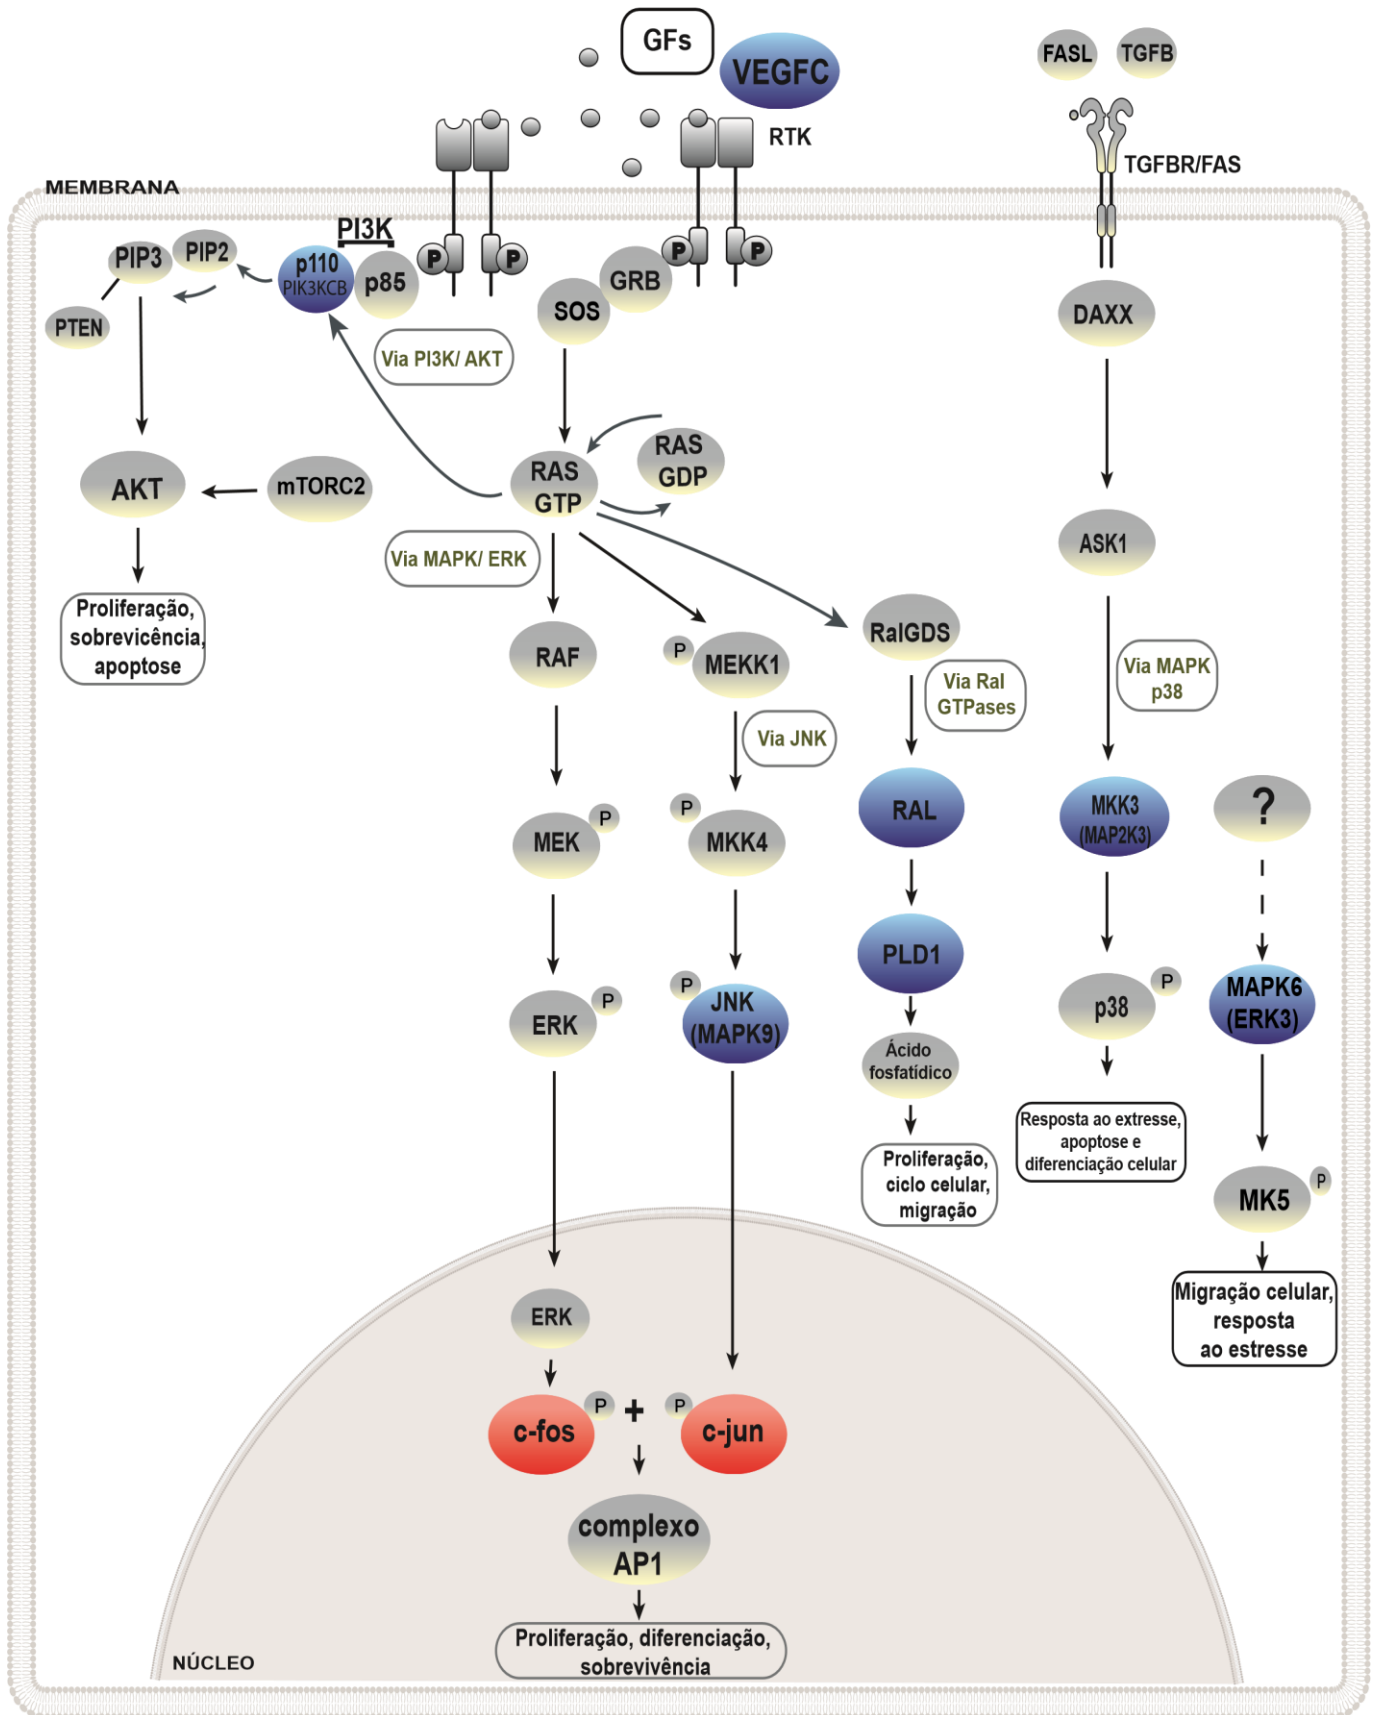 GFs
VEGFC
FASL
TGFB
RTK
TGFBR/FAS
MEMBRANA
PI3K
PIP3
PIP2
p110
PIK3KCB
p85
P
P
P
P
GRB
SOS
PTEN
DAXX
Via PI3K/ AKT
RAS
GTP
RAS
GDP
AKT
mTORC2
ASK1
Via MAPK/ ERK
Proliferação,
sobrevicência,
apoptose
RAF
P
MEKK1
RalGDS
Via Ral
GTPases
Via MAPK
p38
Via JNK
MEK
P
P
MKK4
RAL
MKK3
(MAP2K3)
?
PLD1
ERK
P
P
JNK
(MAPK9)
p38
P
MAPK6
(ERK3)
Ácido
fosfatídico
Resposta ao extresse,
apoptose e
diferenciação celular
Proliferação,
ciclo celular,
migração
MK5
P
Migração celular,
resposta
ao estresse
ERK
c-fos
P
+
P
c-jun
complexo
AP1
Proliferação, diferenciação,
sobrevivência
NÚCLEO